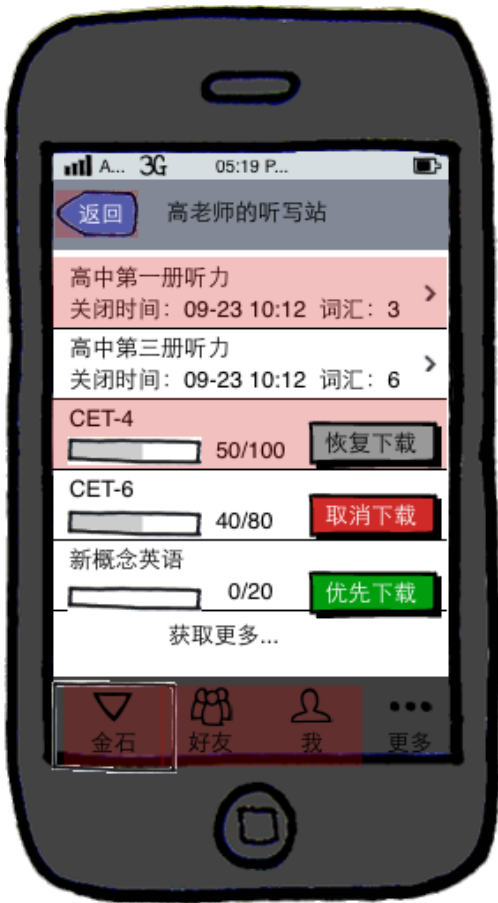 A... 3G 05:19 P...
返回 高老师的听写站
高中第一册听力
关闭时间：09-23 10:12 词汇：3
高中第三册听力
关闭时间：09-23 10:12 词汇：6
CET-4
50/100 恢复下载
CET-6
40/80 取消下载
新概念英语
0/20 优先下载
获取更多...
金石 好友 我 更多